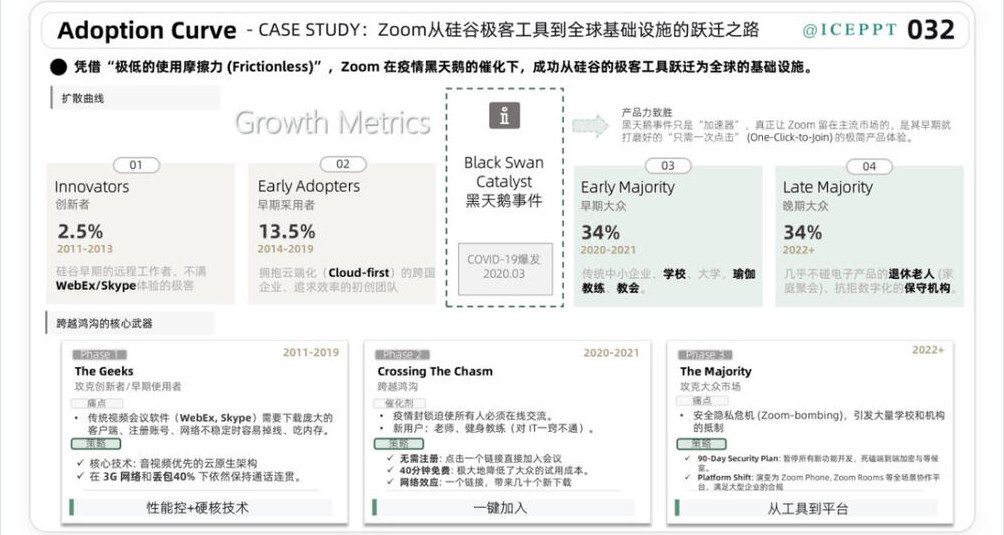 Adoption Curve - CASE STUDY：Zoom从硅谷极客工具到全球基础设施的跃迁之路
@ICEPPT 032
凭借“极低的使用摩擦力 (Frictionless)”，Zoom 在疫情黑天鹅的催化下，成功从硅谷的极客工具跃迁为全球的基础设施。
扩散曲线
Growth Metrics
01
Innovators
创新者
2.5%
2011-2013
硅谷早期的远程工作者、不满
WebEx/Skype体验的极客
02
Early Adopters
早期采用者
13.5%
2014-2019
拥抱云端化（Cloud-first）的跨国
企业、追求效率的初创团队
Black Swan
Catalyst
黑天鹅事件
COVID-19爆发
2020.03
产品力致胜
黑天鹅事件只是“加速器”，真正让 Zoom 留在主流市场的，是其早期就
打磨好的“只需一次点击” (One-Click-to-Join) 的极简产品体验。
03
Early Majority
早期大众
34%
2020-2021
传统中小企业、学校、大学、瑜伽
教练、教会。
04
Late Majority
晚期大众
34%
2022+
几乎不碰电子产品的退休老人 (家
庭聚会)、抗拒数字化的保守机构。
跨越鸿沟的核心武器
Phase 1
2011-2019
The Geeks
攻克创新者/早期使用者
痛点
• 传统视频会议软件（WebEx, Skype）需要下载庞大的
客户端、注册账号、网络不稳定时容易掉线、吃内存。
策略
✓ 核心技术: 音视频优先的云原生架构
✓ 在 3G 网络和丢包40% 下依然保持通话连贯。
性能控+硬核技术
Phase 2
2020-2021
Crossing The Chasm
跨越鸿沟
催化剂
• 疫情封锁迫使所有人必须在线交流。
• 新用户：老师、健身教练（对 IT一窍不通）。
策略
✓ 无需注册: 点击一个链接直接加入会议
✓ 40分钟免费: 极大地降低了大众的试用成本。
✓ 网络效应: 一个链接，带来几十个新下载
一键加入
Phase 3
2022+
The Majority
攻克大众市场
痛点
• 安全隐私危机 (Zoom-bombing)，引发大量学校和机构
的抵制
策略
✓ 90-Day Security Plan: 暂停所有新功能开发，死磕端到端加密与等候
室。
✓ Platform Shift: 演变为 Zoom Phone, Zoom Rooms 等全场景协作平
台，满足大型企业的合规
从工具到平台